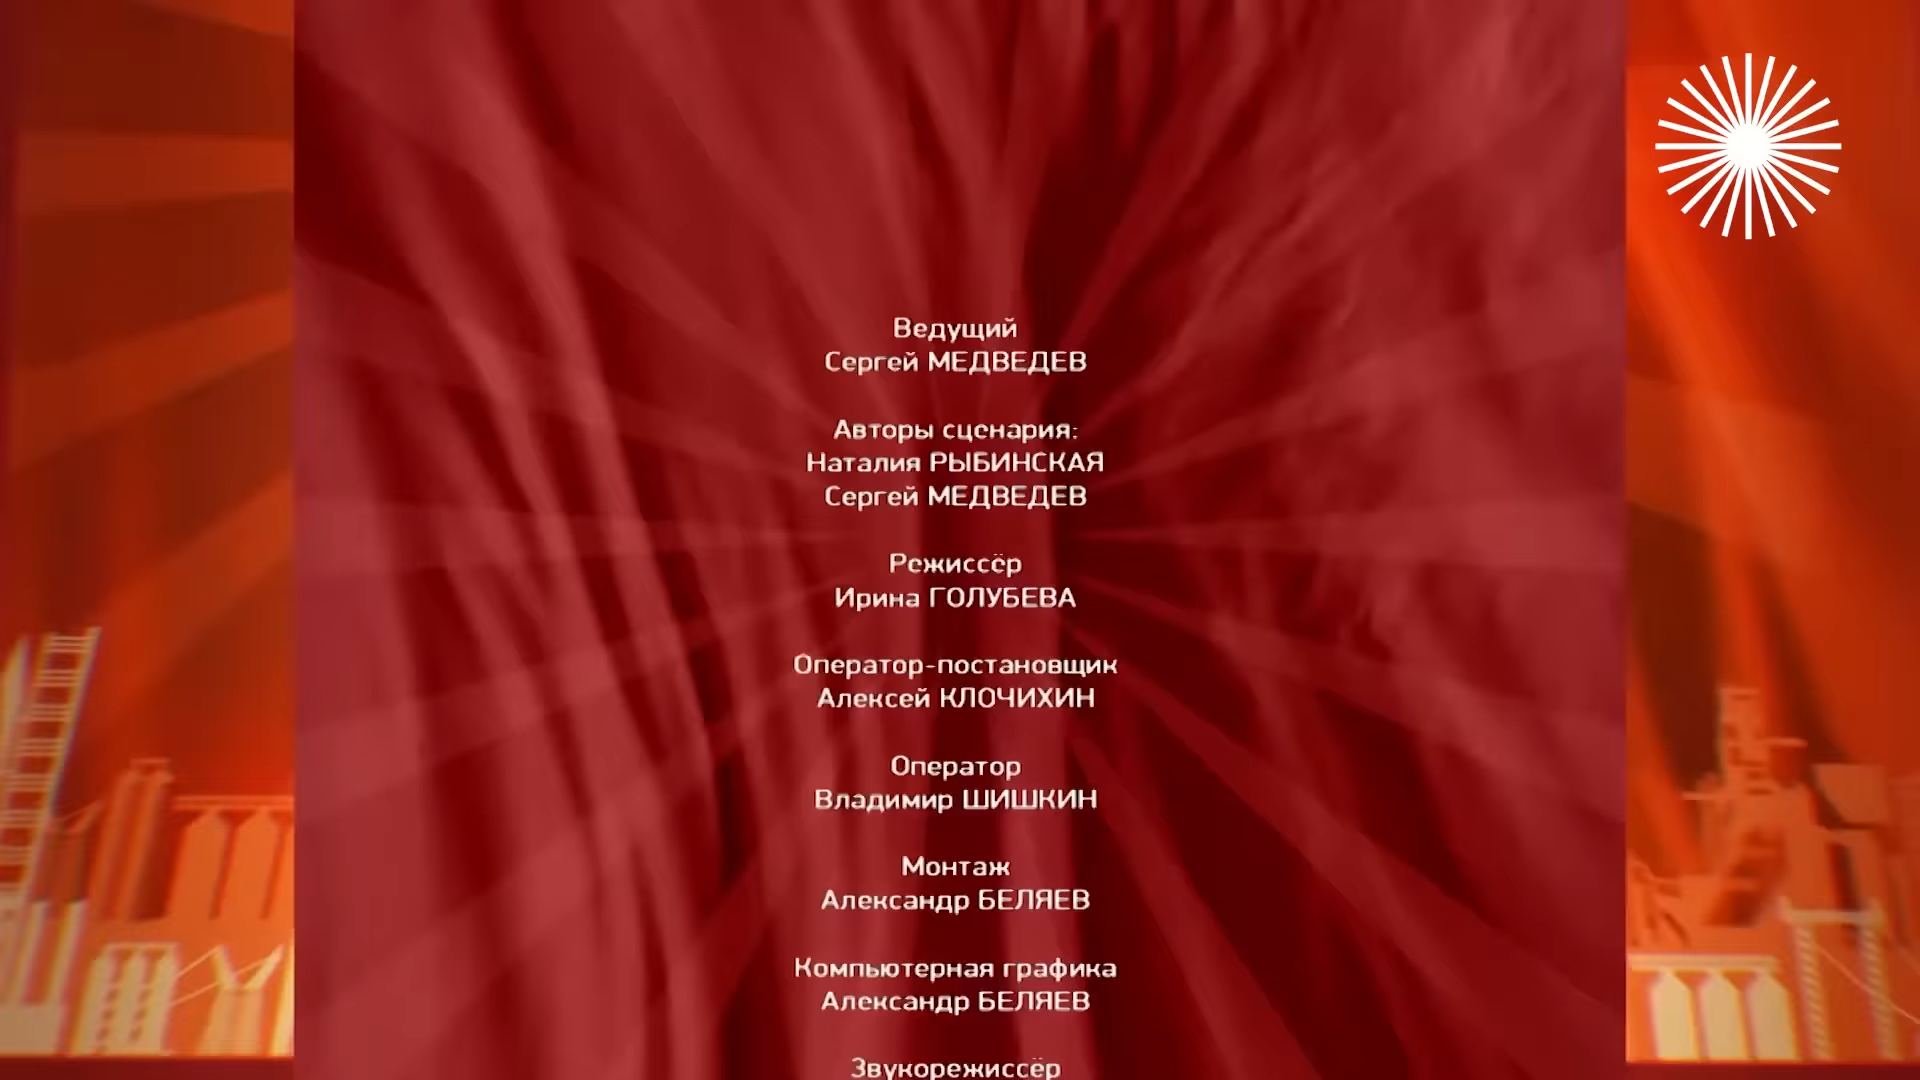 Ведущий
Сергей МЕДВЕДЕВ
Авторы сценария:
Наталия РЫБИНСКАЯ
Сергей МЕДВЕДЕВ
Режиссёр
Ирина ГОЛУБЕВА
Оператор-постановщик
Алексей КЛОЧИХИН
Оператор
Владимир ШИШКИН
Монтаж
Александр БЕЛЯЕВ
Компьютерная графика
Александр БЕЛЯЕВ
Звукорежиссёр